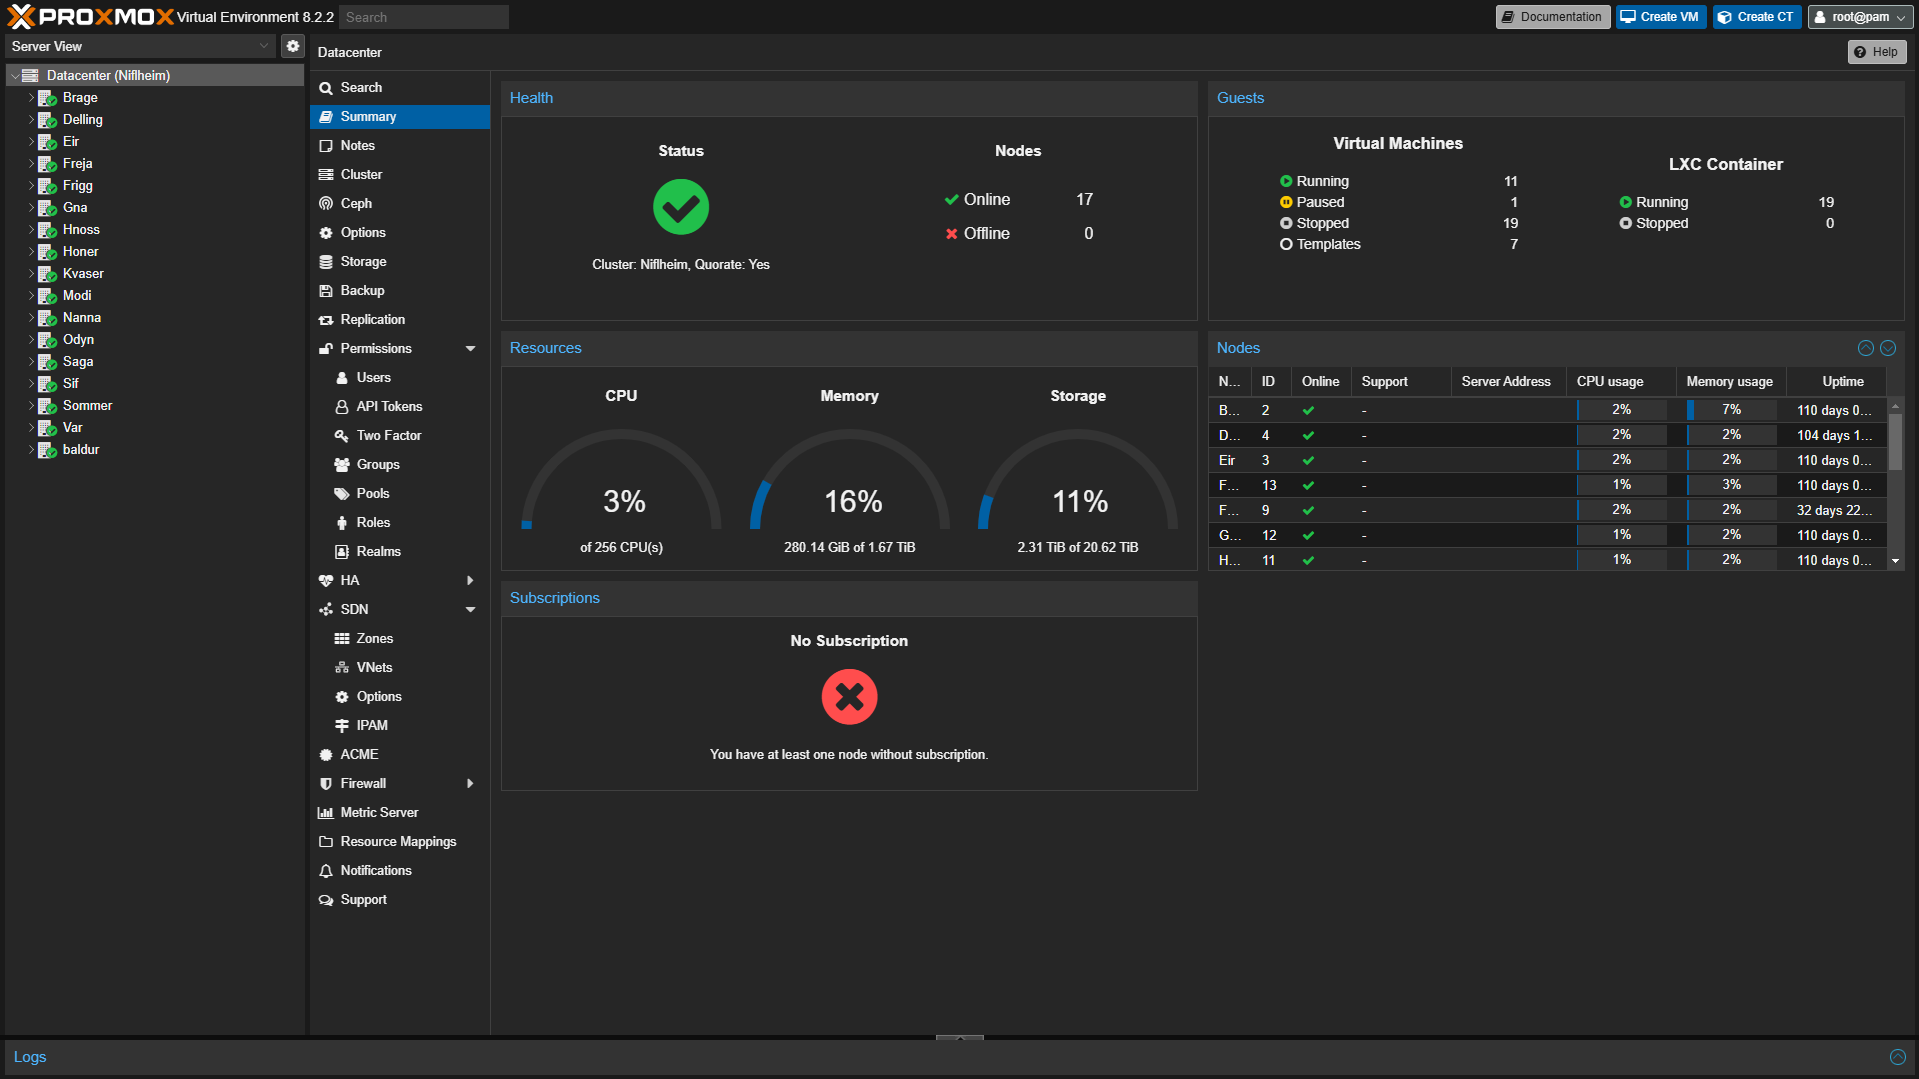 PROXMOX Virtual Environment 8.2.2 Search Documentation Create VM Create CT root@pam
Server View
Datacenter (Niflheim)
Brage
Delling
Eir
Freja
Frigg
Gna
Hnoss
Honer
Kvaser
Modi
Nanna
Odyn
Saga
Sif
Sommer
Var
baldur
Datacenter Help
Search
Summary
Notes
Cluster
Ceph
Options
Storage
Backup
Replication
Permissions
Users
API Tokens
Two Factor
Groups
Pools
Roles
Realms
HA
SDN
Zones
VNets
Options
IPAM
ACME
Firewall
Metric Server
Resource Mappings
Notifications
Support
Health
Status
Cluster: Niflheim, Quorate: Yes
Nodes
Online 17
Offline 0
Guests
Virtual Machines
Running 11
Paused 1
Stopped 19
Templates 7
LXC Container
Running 19
Stopped 0
Resources
CPU
3%
of 256 CPU(s)
Memory
16%
280.14 GiB of 1.67 TiB
Storage
11%
2.31 TiB of 20.62 TiB
Nodes
N... ID Online Support Server Address CPU usage Memory usage Uptime
B... 2 - 2% 7% 110 days 0...
D... 4 - 2% 2% 104 days 1...
Eir 3 - 2% 2% 110 days 0...
F... 13 - 1% 3% 110 days 0...
F... 9 - 2% 2% 32 days 22...
G... 12 - 1% 2% 110 days 0...
H... 11 - 1% 2% 110 days 0...
Subscriptions
No Subscription
You have at least one node without subscription.
Logs